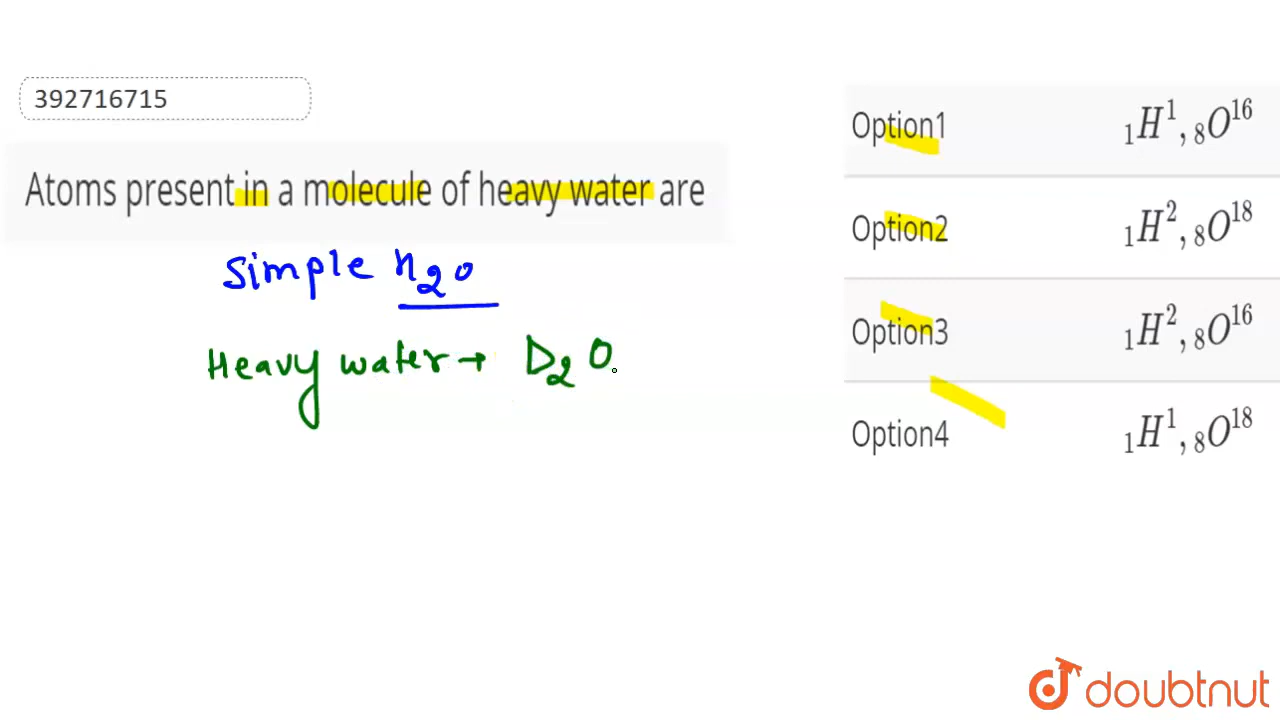 392716715
Atoms present in a molecule of heavy water are
Simple H₂O
Heavy water → D₂O
Option1 ₁H¹, ₈O¹⁶
Option2 ₁H², ₈O¹⁸
Option3 ₁H², ₈O¹⁶
Option4 ₁H¹, ₈O¹⁸
doubtnut